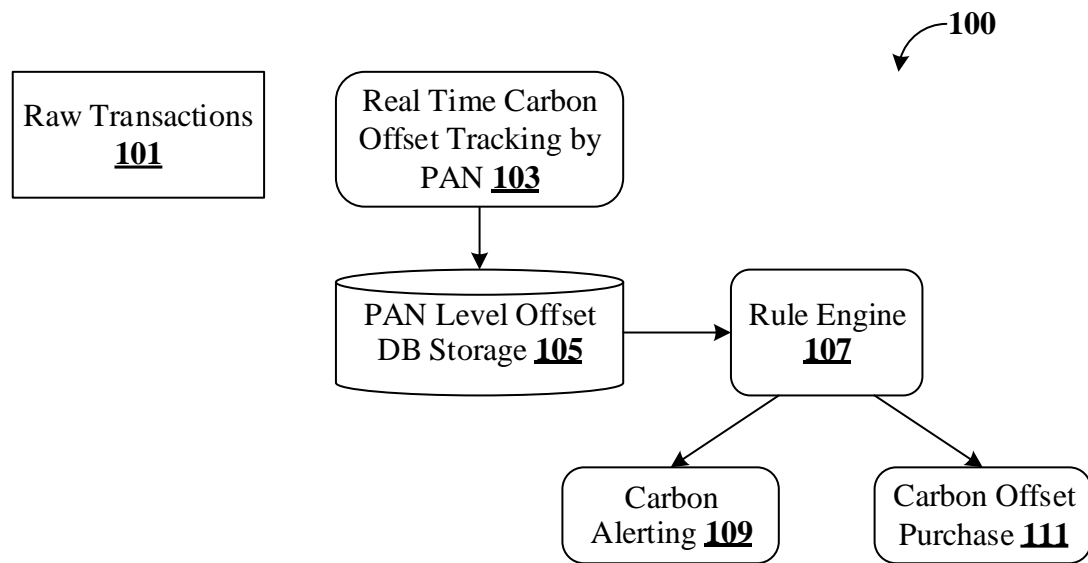 100
Raw Transactions
101
Real Time Carbon
Offset Tracking by
PAN 103
PAN Level Offset
DB Storage 105
Rule Engine
107
Carbon
Alerting 109
Carbon Offset
Purchase 111